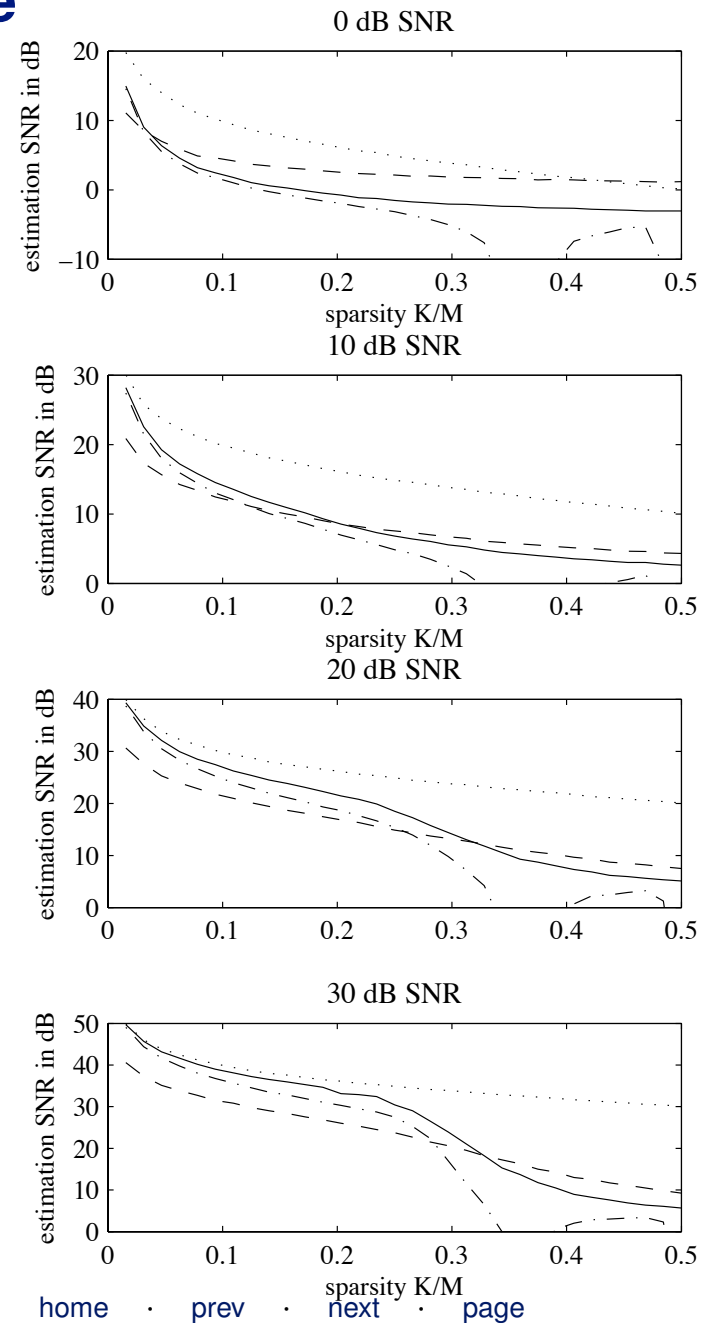 e
0 dB SNR
estimation SNR in dB
20
10
0
–10
0 0.1 0.2 0.3 0.4 0.5
sparsity K/M
10 dB SNR
estimation SNR in dB
30
20
10
0
0 0.1 0.2 0.3 0.4 0.5
sparsity K/M
20 dB SNR
estimation SNR in dB
40
30
20
10
0
0 0.1 0.2 0.3 0.4 0.5
30 dB SNR
estimation SNR in dB
50
40
30
20
10
0
0 0.1 0.2 0.3 0.4 0.5
sparsity K/M
home · prev · next · page